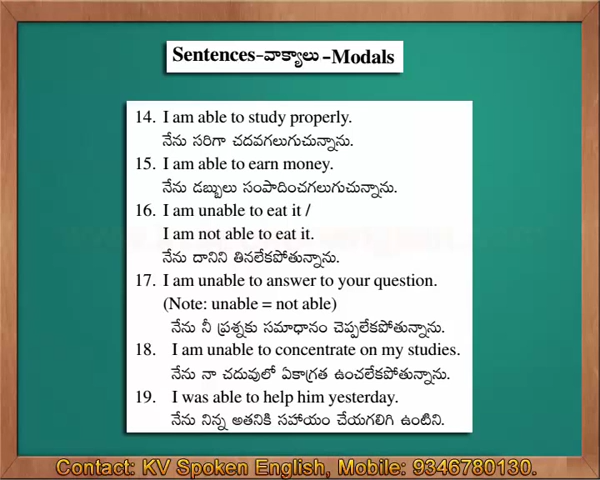 Sentences-వాక్యాలు-Modals
14. I am able to study properly.
నేను సరిగా చదవగలుగుచున్నాను.
15. I am able to earn money.
నేను డబ్బులు సంపాదించగలుగుచున్నాను.
16. I am unable to eat it /
I am not able to eat it.
నేను దానిని తినలేకపోతున్నాను.
17. I am unable to answer to your question.
(Note: unable = not able)
నేను నీ ప్రశ్నకు సమాధానం చెప్పలేకపోతున్నాను.
18. I am unable to concentrate on my studies.
నేను నా చదువులో ఏకాగ్రత ఉంచలేకపోతున్నాను.
19. I was able to help him yesterday.
నేను నిన్న అతనికి సహాయం చేయగలిగి ఉంటిని.
Contact: KV Spoken English, Mobile: 9346780130.